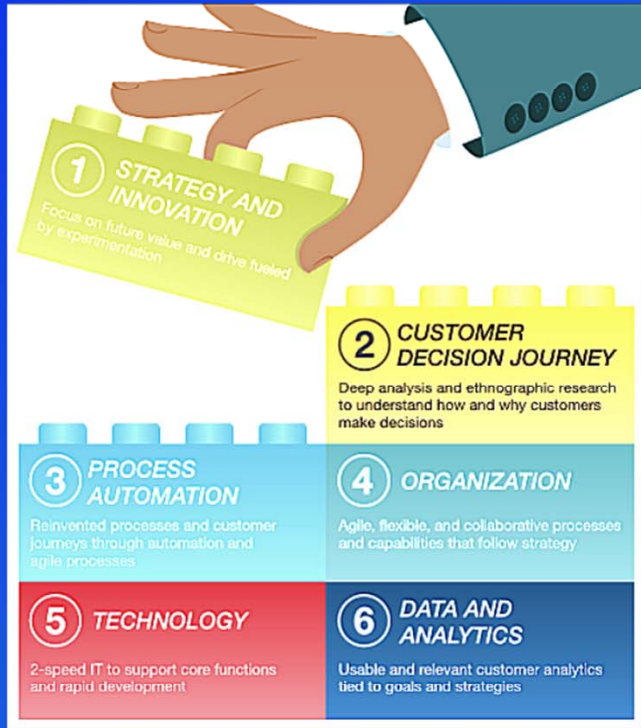 1 STRATEGY AND
INNOVATION
Focus on future value and drive fueled
by experimentation
2 CUSTOMER
DECISION JOURNEY
Deep analysis and ethnographic research
to understand how and why customers
make decisions
3 PROCESS
AUTOMATION
Reinvented processes and customer
journeys through automation and
agile processes
4 ORGANIZATION
Agile, flexible, and collaborative processes
and capabilities that follow strategy
5 TECHNOLOGY
2-speed IT to support core functions
and rapid development
6 DATA AND
ANALYTICS
Usable and relevant customer analytics
tied to goals and strategies